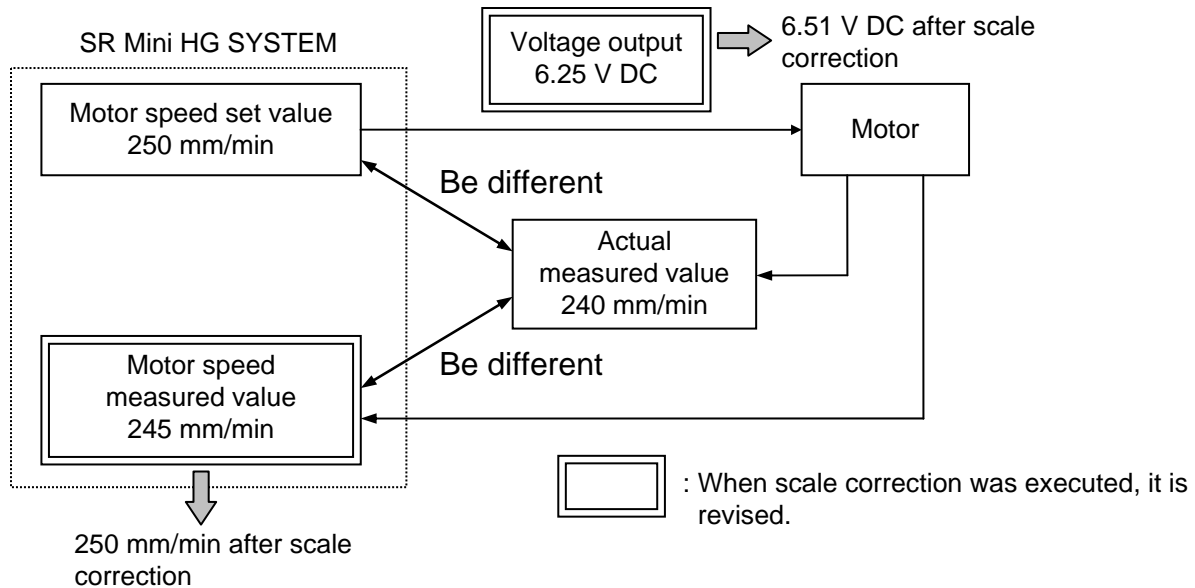 SR Mini HG SYSTEM
Voltage output
6.25 V DC
6.51 V DC after scale
correction
Motor speed set value
250 mm/min
Motor
Be different
Actual
measured value
240 mm/min
Be different
Motor speed
measured value
245 mm/min
: When scale correction was executed, it is
revised.
250 mm/min after scale
correction